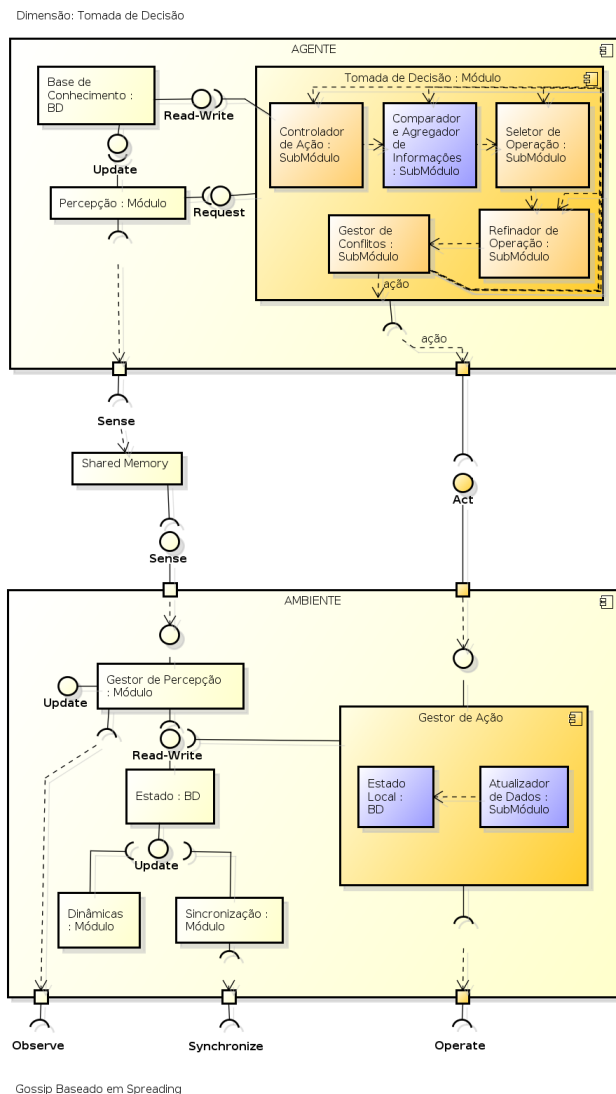 Dimensão: Tomada de Decisão
AGENTE
Base de
Conhecimento :
BD
Read-Write
Update
Percepção : Módulo
Request
Tomada de Decisão : Módulo
Controlador
de Ação :
SubMódulo
Comparador
e Agregador
de
Informações
: SubMódulo
Seletor de
Operação :
SubMódulo
Gestor de
Conflitos :
SubMódulo
Refinador de
Operação :
SubMódulo
ação
ação
Sense
Shared Memory
Sense
Act
AMBIENTE
Gestor de Percepção
: Módulo
Update
Read-Write
Estado : BD
Update
Dinâmicas
: Módulo
Sincronização :
Módulo
Gestor de Ação
Estado
Local :
BD
Atualizador
de Dados :
SubMódulo
Observe
Synchronize
Operate
Gossip Baseado em Spreading